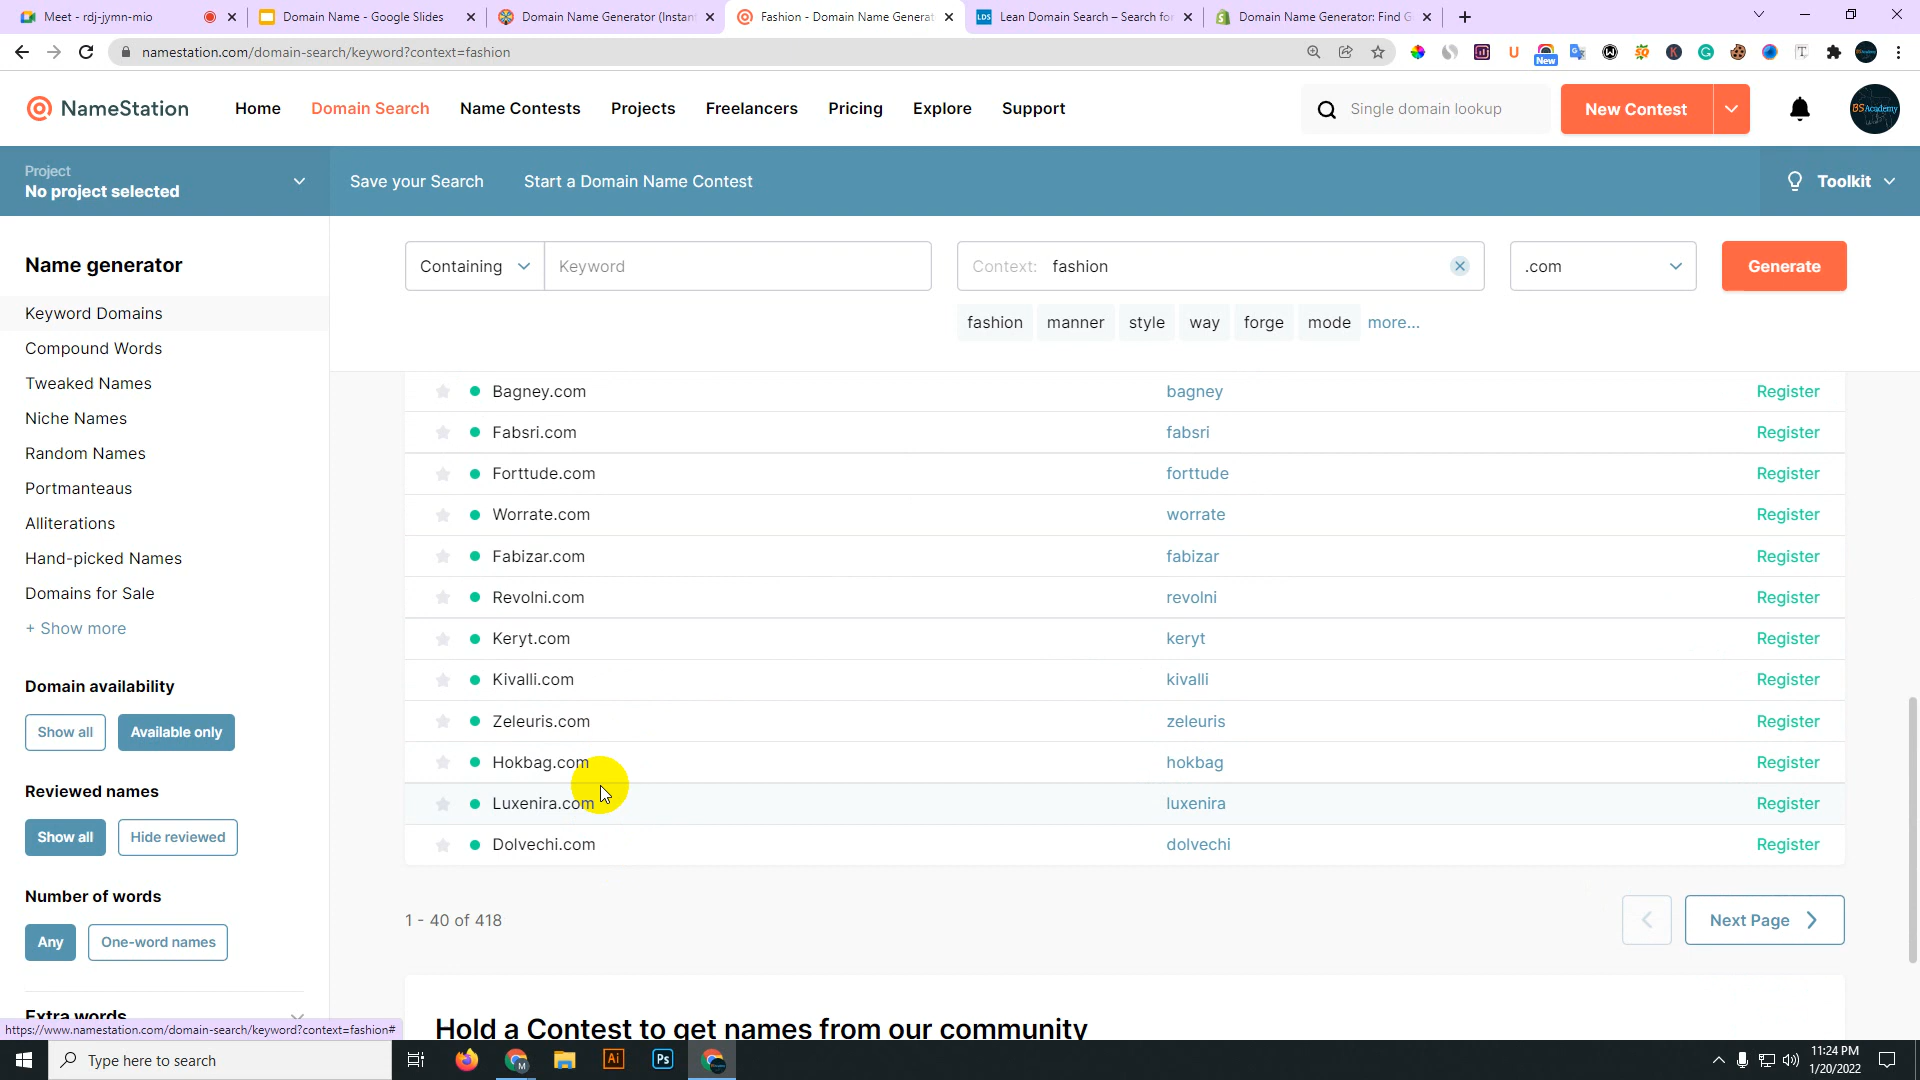 Meet - rdj-jymn-mio
Domain Name - Google Slides
Domain Name Generator (Instan
Fashion - Domain Name Generat
LDS
Lean Domain Search – Search fo
Domain Name Generator: Find G
namestation.com/domain-search/keyword?context=fashion
New
NameStation
Home
Domain Search
Name Contests
Projects
Freelancers
Pricing
Explore
Support
Single domain lookup
New Contest
BS Academy
Project
No project selected
Save your Search
Start a Domain Name Contest
Toolkit
Name generator
Keyword Domains
Compound Words
Tweaked Names
Niche Names
Random Names
Portmanteaus
Alliterations
Hand-picked Names
Domains for Sale
+ Show more
Domain availability
Show all
Available only
Reviewed names
Show all
Hide reviewed
Number of words
Any
One-word names
Extra words
Containing
Keyword
Context: fashion
.com
Generate
fashion manner style way forge mode more...
Bagney.com bagney Register
Fabsri.com fabsri Register
Forttude.com forttude Register
Worrate.com worrate Register
Fabizar.com fabizar Register
Revolni.com revolni Register
Keryt.com keryt Register
Kivalli.com kivalli Register
Zeleuris.com zeleuris Register
Hokbag.com hokbag Register
Luxenira.com luxenira Register
Dolvechi.com dolvechi Register
1 - 40 of 418
Next Page
Hold a Contest to get names from our community
https://www.namestation.com/domain-search/keyword?context=fashion#
Type here to search
M
Ai
Ps
11:24 PM
1/20/2022